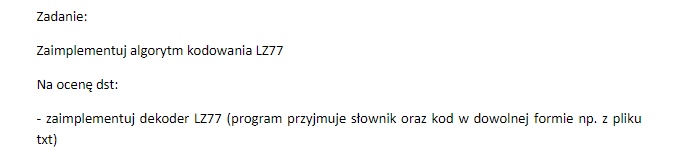 Zadanie:
Zaimplementuj algorytm kodowania LZ77
Na ocenę dst:
- zaimplementuj dekoder LZ77 (program przyjmuje słownik oraz kod w dowolnej formie np. z pliku
txt)